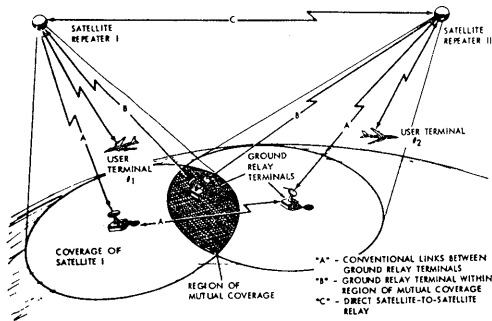 C
SATELLITE
REPEATER I
SATELLITE
REPEATER II
B
B
A
A
USER
TERMINAL
#1
USER TERMINAL
#2
GROUND
RELAY
TERMINALS
A
COVERAGE OF
SATELLITE I
REGION OF
MUTUAL COVERAGE
"A" - CONVENTIONAL LINKS BETWEEN
GROUND RELAY TERMINALS
"B" - GROUND RELAY TERMINAL WITHIN
REGION OF MUTUAL COVERAGE
"C" - DIRECT SATELLITE-TO-SATELLITE
RELAY